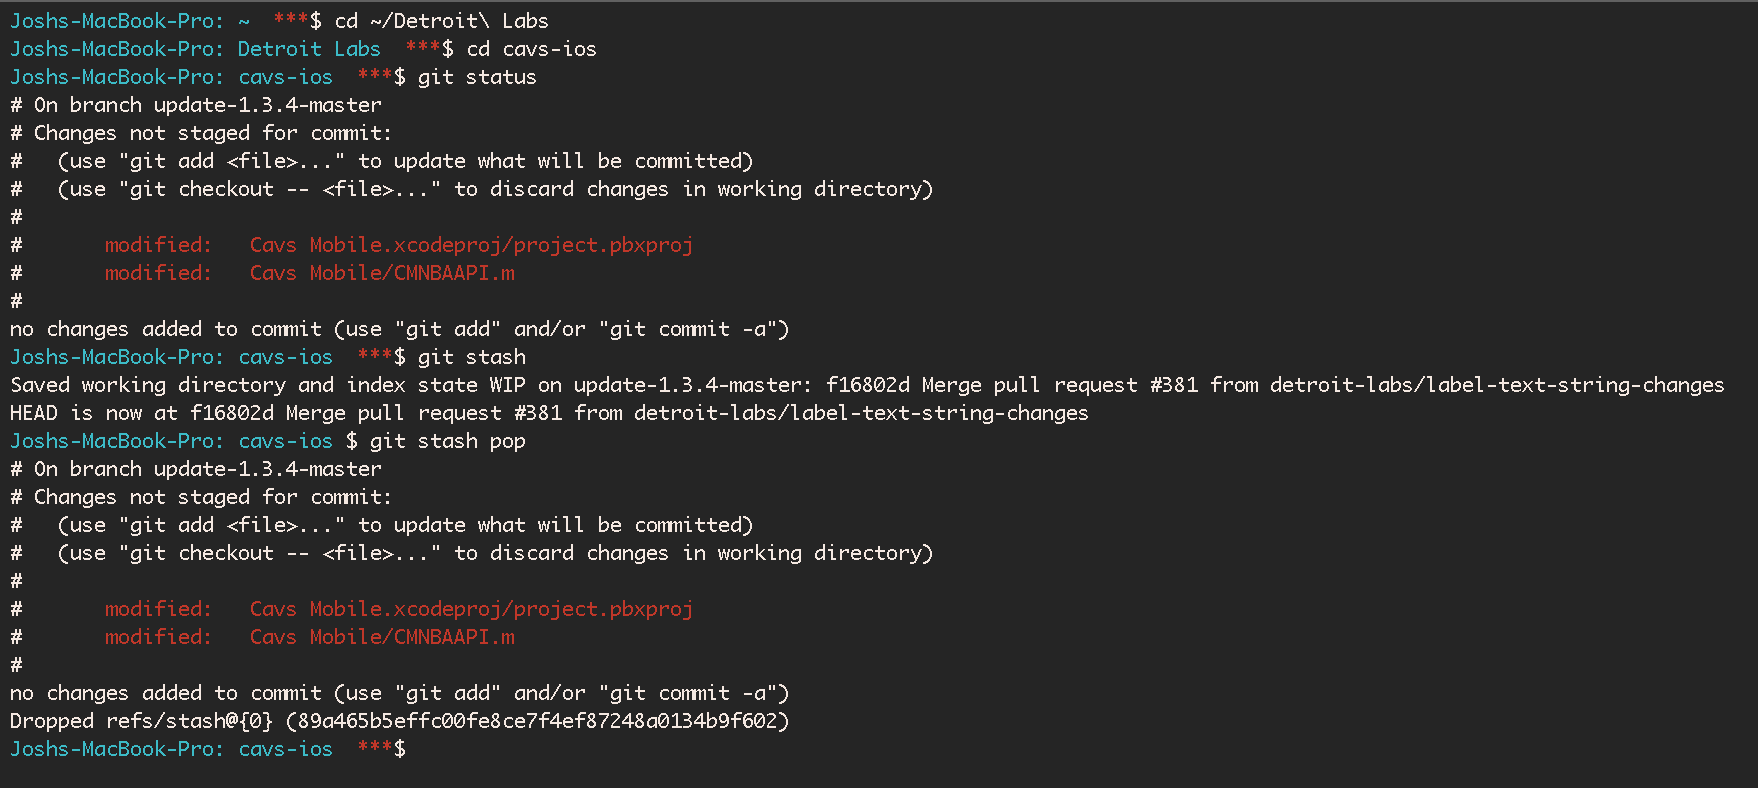 Joshs-MacBook-Pro: ~  ***$ cd ~/Detroit\ Labs
Joshs-MacBook-Pro: Detroit Labs  ***$ cd cavs-ios
Joshs-MacBook-Pro: cavs-ios  ***$ git status
# On branch update-1.3.4-master
# Changes not staged for commit:
#   (use "git add <file>..." to update what will be committed)
#   (use "git checkout -- <file>..." to discard changes in working directory)
#
#       modified:   Cavs Mobile.xcodeproj/project.pbxproj
#       modified:   Cavs Mobile/CMNBAAPI.m
#
no changes added to commit (use "git add" and/or "git commit -a")
Joshs-MacBook-Pro: cavs-ios  ***$ git stash
Saved working directory and index state WIP on update-1.3.4-master: f16802d Merge pull request #381 from detroit-labs/label-text-string-changes
HEAD is now at f16802d Merge pull request #381 from detroit-labs/label-text-string-changes
Joshs-MacBook-Pro: cavs-ios $ git stash pop
# On branch update-1.3.4-master
# Changes not staged for commit:
#   (use "git add <file>..." to update what will be committed)
#   (use "git checkout -- <file>..." to discard changes in working directory)
#
#       modified:   Cavs Mobile.xcodeproj/project.pbxproj
#       modified:   Cavs Mobile/CMNBAAPI.m
#
no changes added to commit (use "git add" and/or "git commit -a")
Dropped refs/stash@{0} (89a465b5effc00fe8ce7f4ef87248a0134b9f602)
Joshs-MacBook-Pro: cavs-ios  ***$